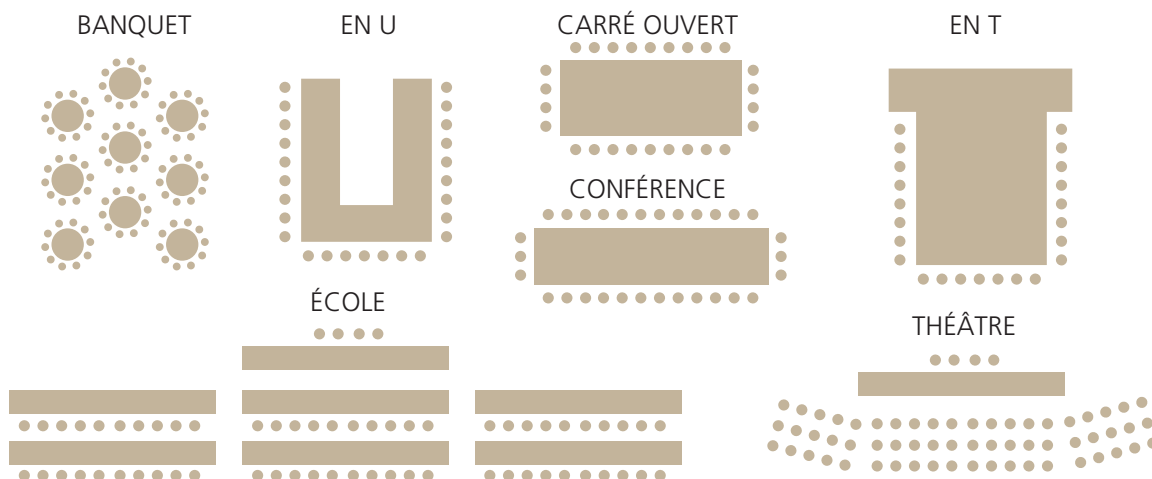 BANQUET
EN U
CARRÉ OUVERT
EN T
CONFÉRENCE
ÉCOLE
THÉÂTRE